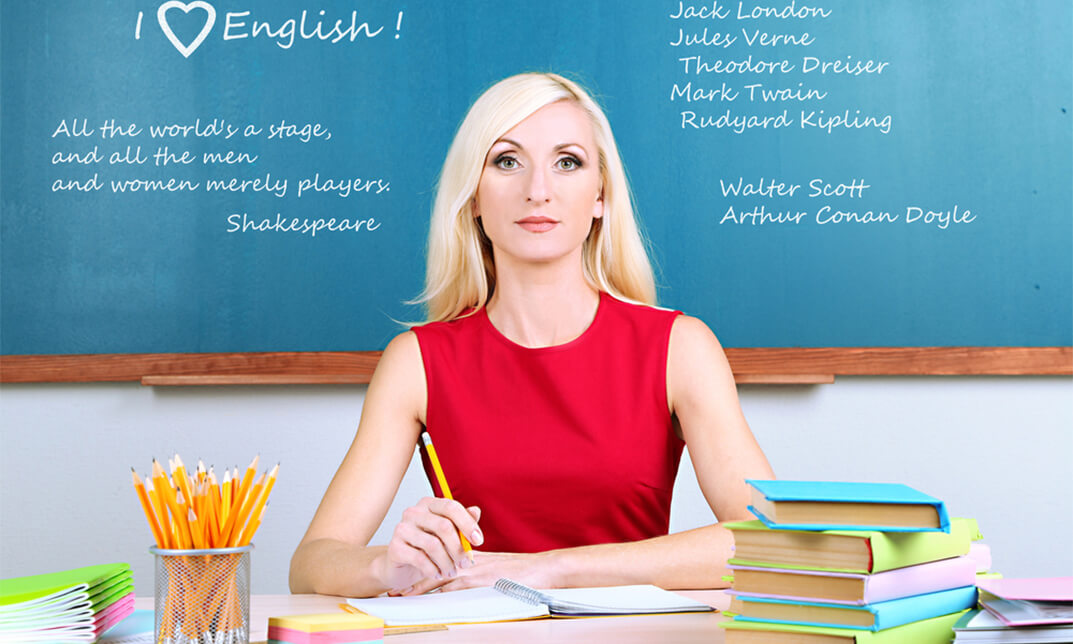 I ♡ English !
All the world's a stage,
and all the men
and women merely players.
Shakespeare
Jack London
Jules Verne
Theodore Dreiser
Mark Twain
Rudyard Kipling
Walter Scott
Arthur Conan Doyle